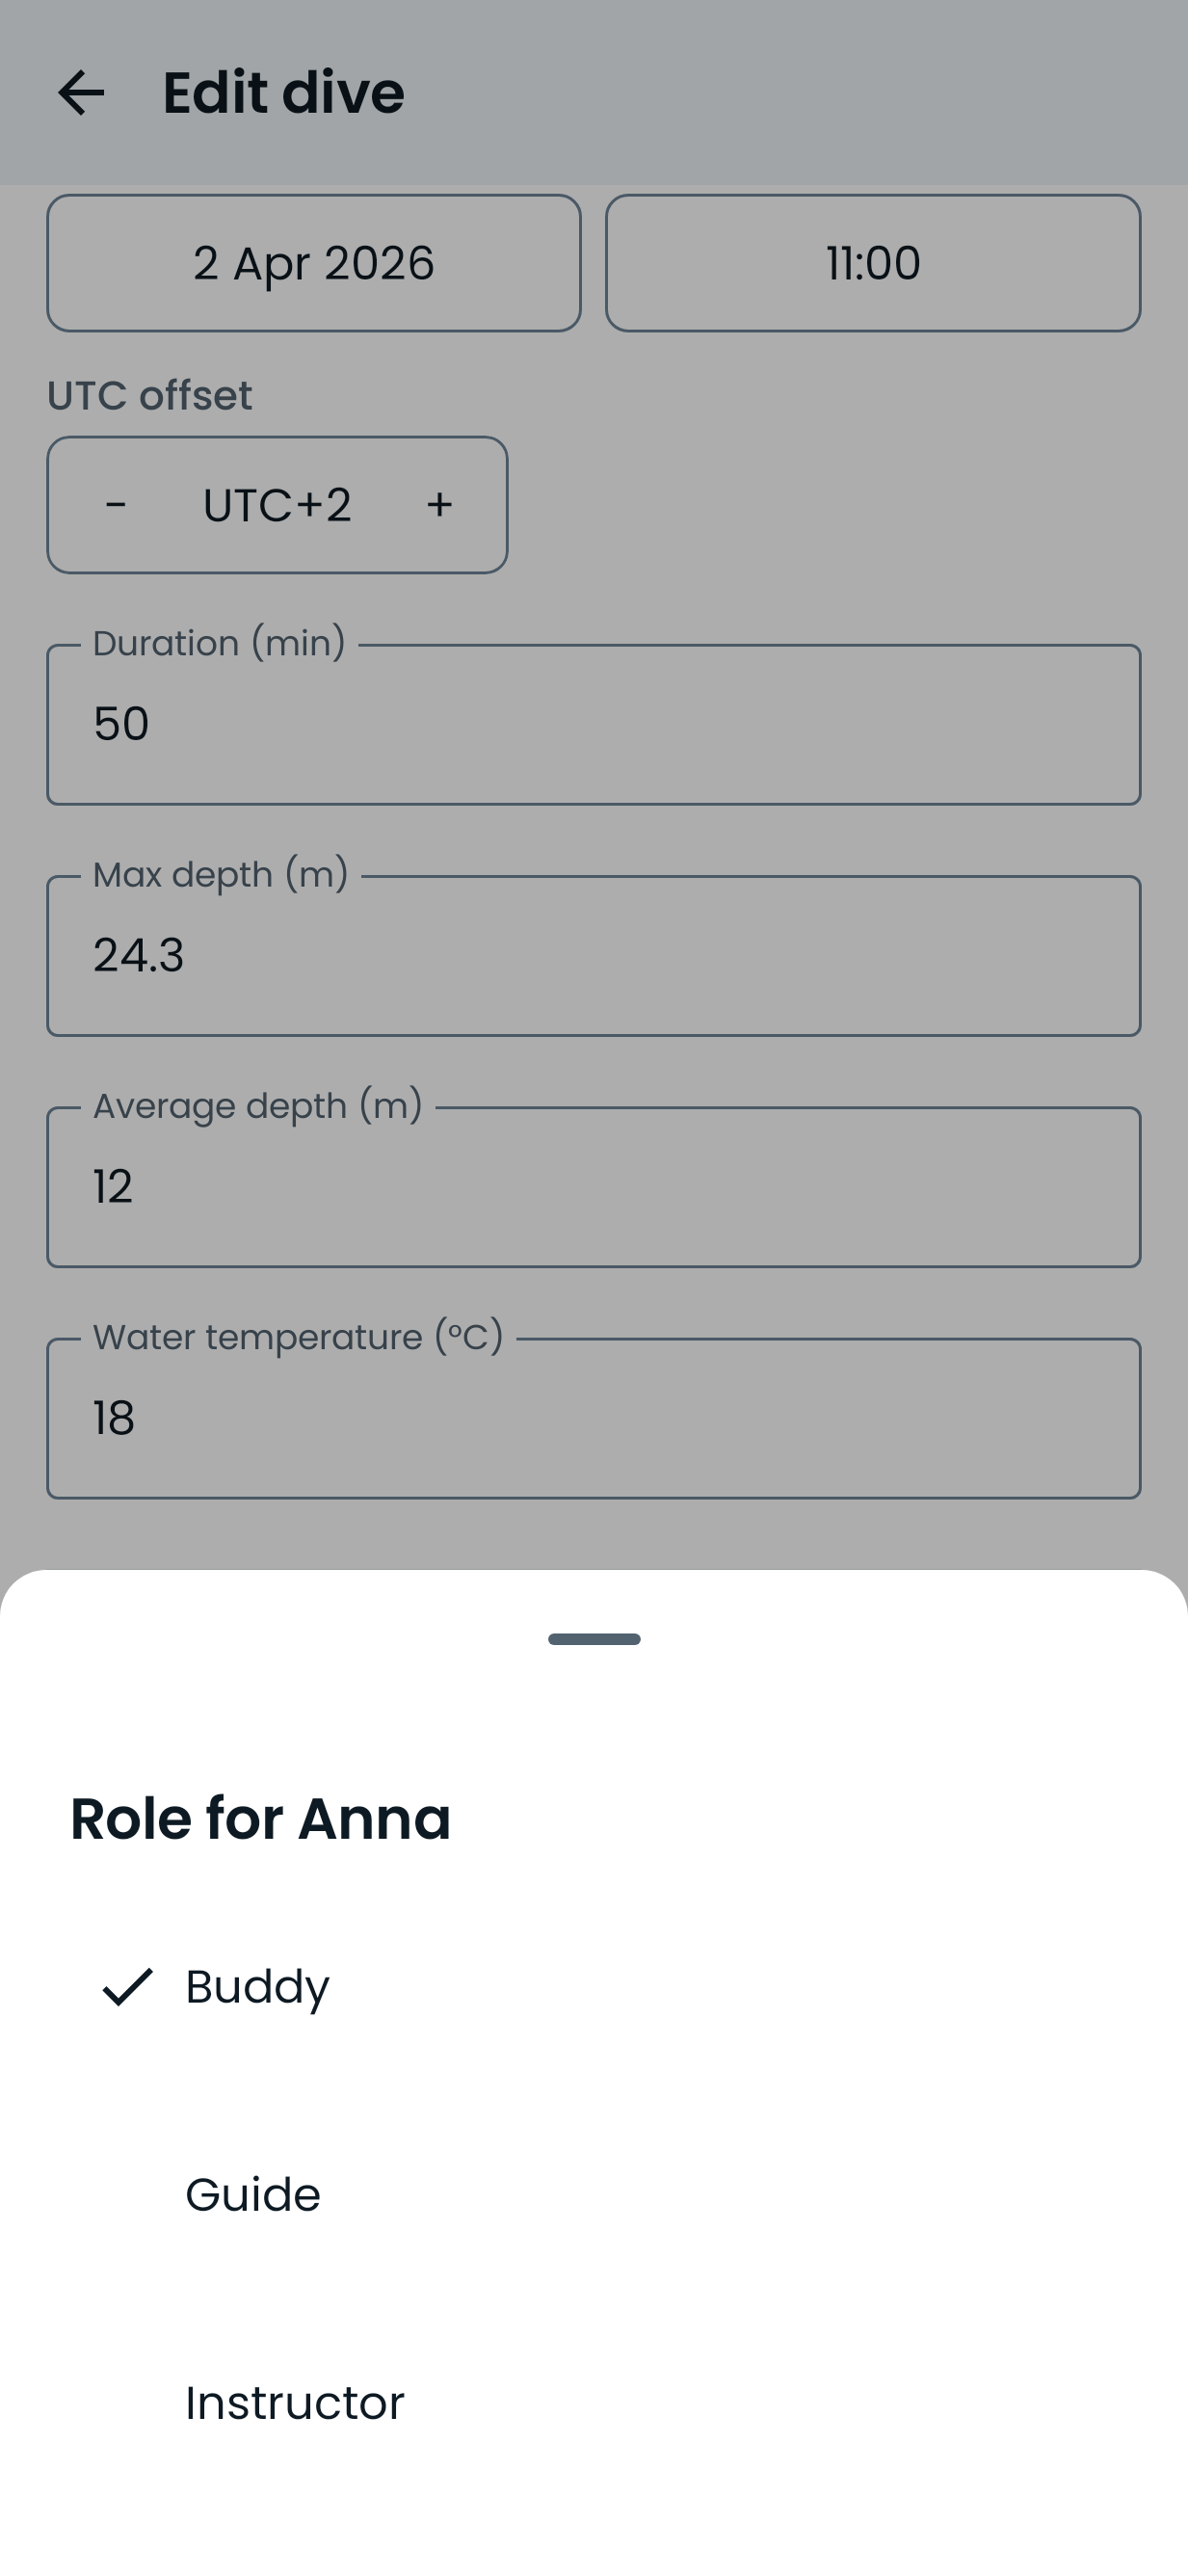 Edit dive
2 Apr 2026
11:00
UTC offset
- UTC+2 +
Duration (min)
50
Max depth (m)
24.3
Average depth (m)
12
Water temperature (°C)
18
Role for Anna
Buddy
Guide
Instructor